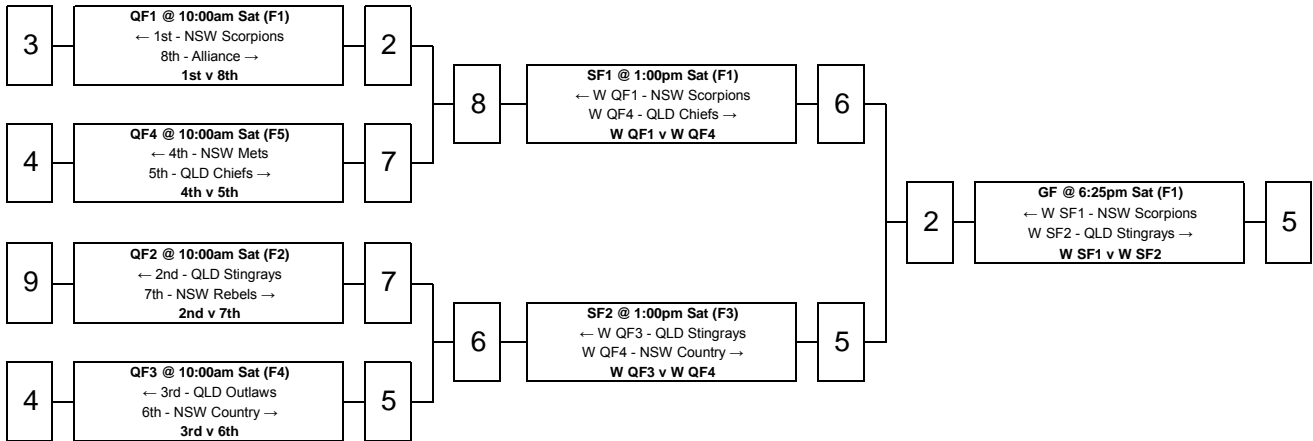 3
QF1 @ 10:00am Sat (F1)
← 1st - NSW Scorpions
8th - Alliance →
1st v 8th
2
4
QF4 @ 10:00am Sat (F5)
← 4th - NSW Mets
5th - QLD Chiefs →
4th v 5th
7
8
SF1 @ 1:00pm Sat (F1)
← W QF1 - NSW Scorpions
W QF4 - QLD Chiefs →
W QF1 v W QF4
6
9
QF2 @ 10:00am Sat (F2)
← 2nd - QLD Stingrays
7th - NSW Rebels →
2nd v 7th
7
4
QF3 @ 10:00am Sat (F4)
← 3rd - QLD Outlaws
6th - NSW Country →
3rd v 6th
5
6
SF2 @ 1:00pm Sat (F3)
← W QF3 - QLD Stingrays
W QF4 - NSW Country →
W QF3 v W QF4
5
2
GF @ 6:25pm Sat (F1)
← W SF1 - NSW Scorpions
W SF2 - QLD Stingrays →
W SF1 v W SF2
5